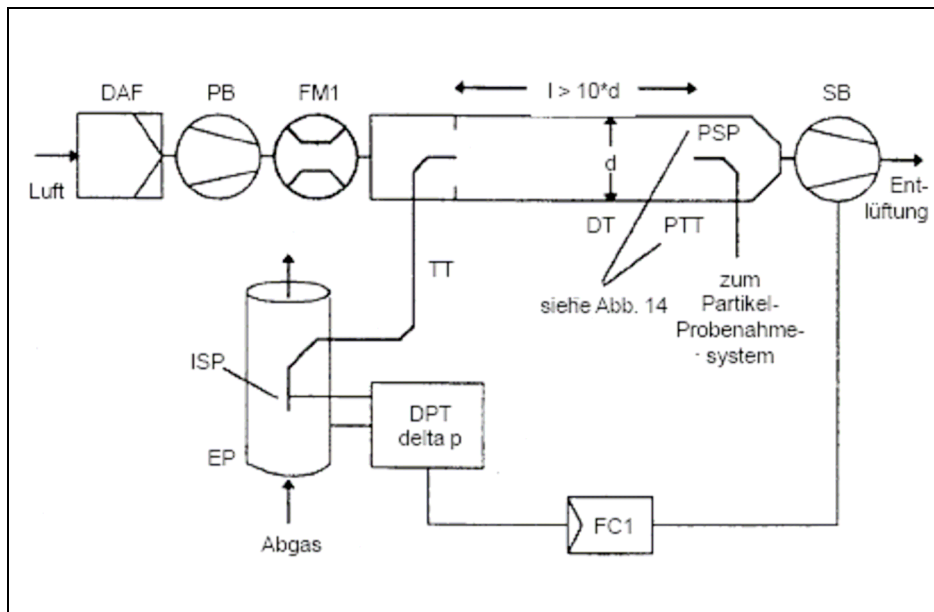 DAF
PB
FM1
l > 10*d
SB
Luft
d
PSP
Ent-
lüftung
DT
PTT
TT
siehe Abb. 14
zum
Partikel-
Probenahme-
system
ISP
DPT
delta p
EP
FC1
Abgas